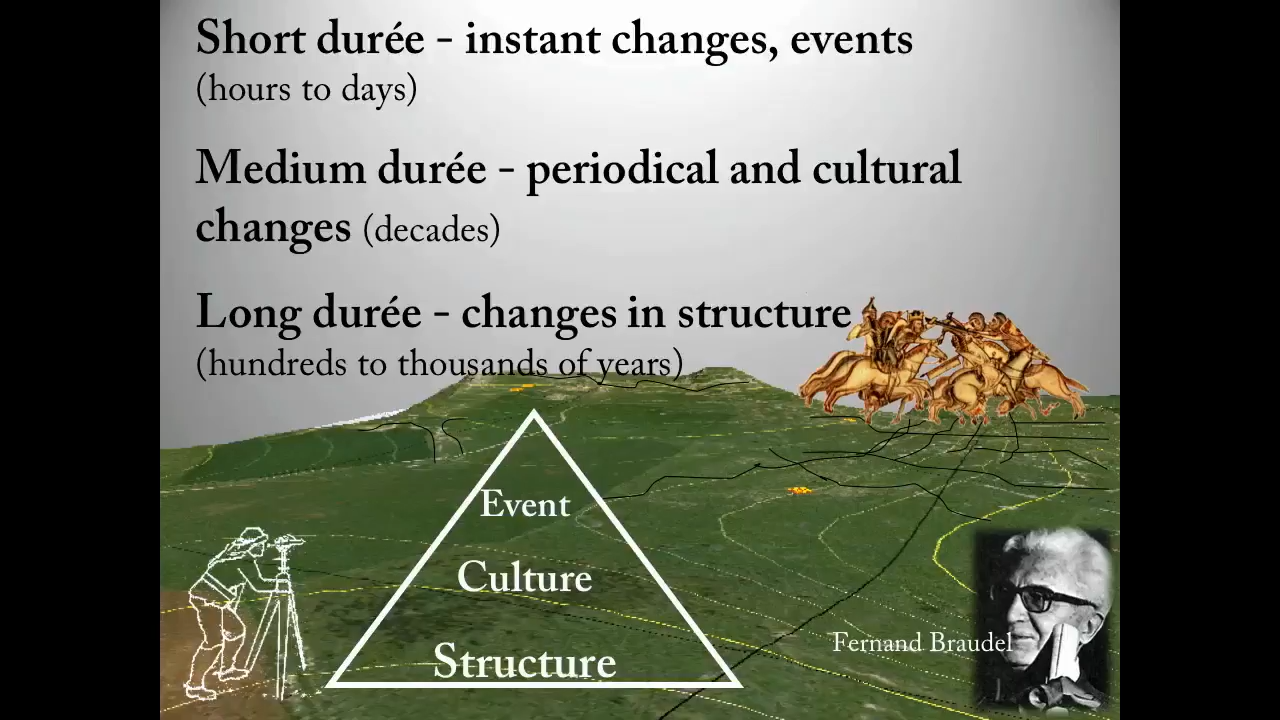 Short durée - instant changes, events
(hours to days)
Medium durée - periodical and cultural
changes (decades)
Long durée - changes in structure
(hundreds to thousands of years)
Event
Culture
Structure
Fernand Braudel